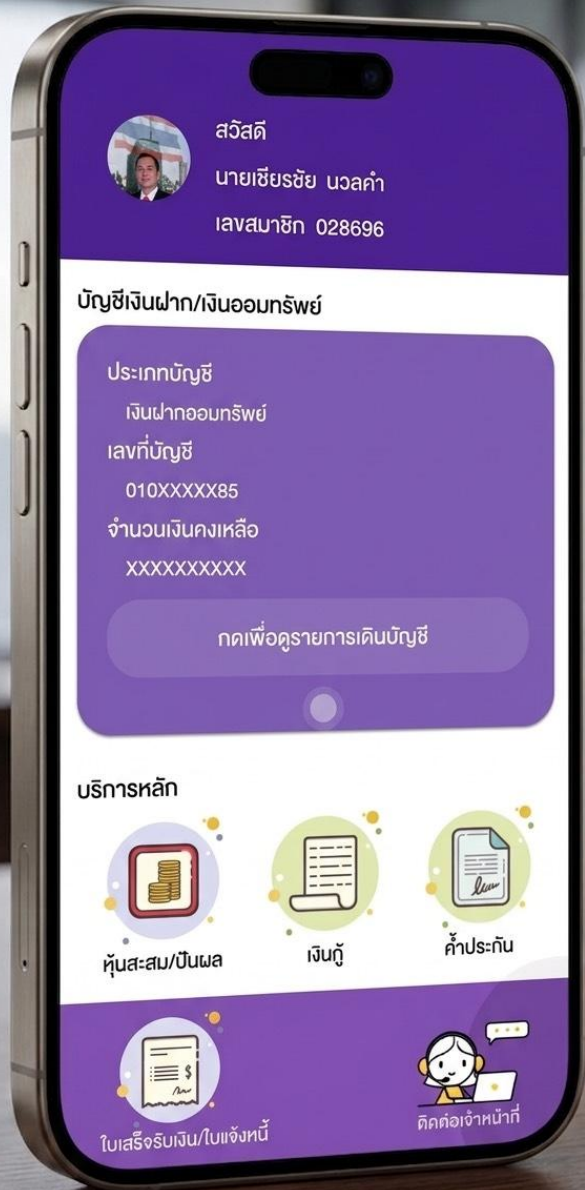 สวัสดี
นายเชียรชัย นวลคำ
เลขสมาชิก 028696
บัญชีเงินฝาก/เงินออมทรัพย์
ประเภทบัญชี
เงินฝากออมทรัพย์
เลขที่บัญชี
010XXXXX85
จำนวนเงินคงเหลือ
XXXXXXXXXX
กดเพื่อดูรายการเดินบัญชี
บริการหลัก
หุ้นสะสม/ปันผล
เงินกู้
ค้ำประกัน
ใบเสร็จรับเงิน/ใบแจ้งหนี้
ติดต่อเจ้าหน้าที่